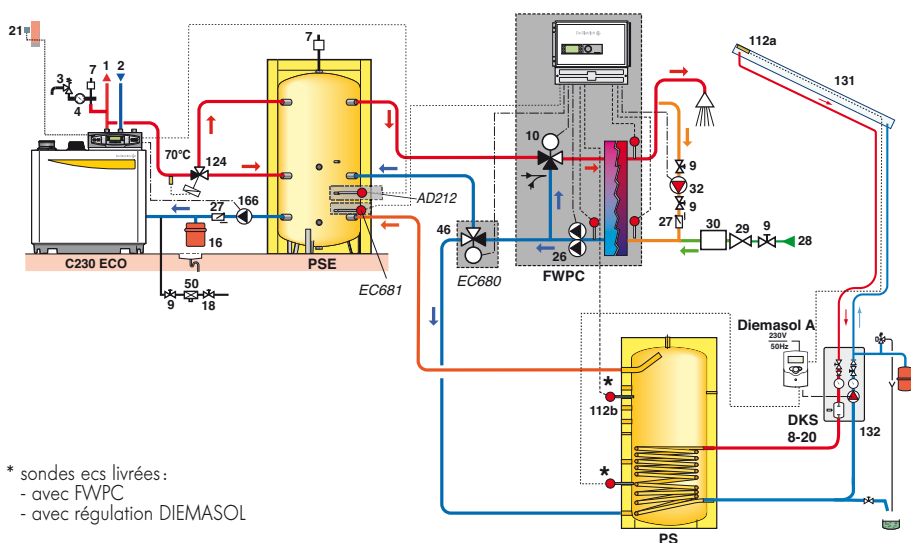 21
7
1
2
3
4
70°C
124
27
166
16
C230 ECO
50
9
18
7
PSE
AD212
EC681
46
EC680
10
26
FWPC
9
32
9
27
30
29
9
28
112a
131
Diemasol A
230V
50Hz
*
112b
*
PS
DKS
8-20
132
* sondes ecs livrées :
- avec FWPC
- avec régulation DIEMASOL